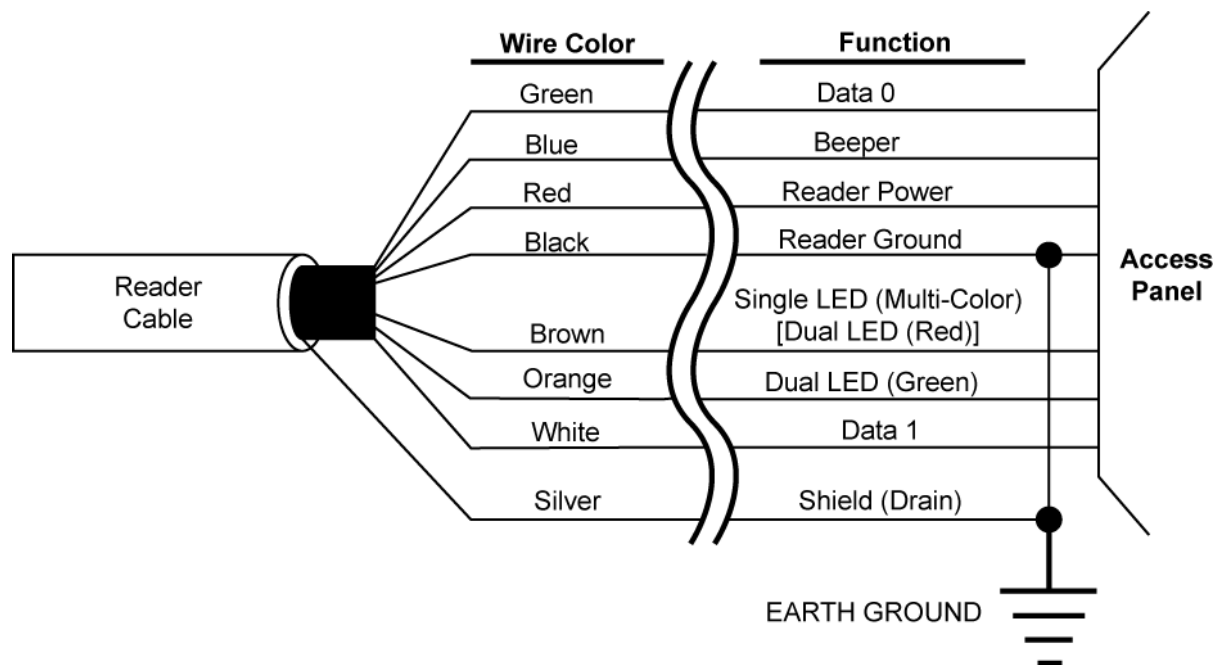 Wire Color
Function
Green
Data 0
Blue
Beeper
Red
Reader Power
Black
Reader Ground
Reader
Cable
Access
Panel
Single LED (Multi-Color)
[Dual LED (Red)]
Brown
Orange
Dual LED (Green)
White
Data 1
Silver
Shield (Drain)
EARTH GROUND